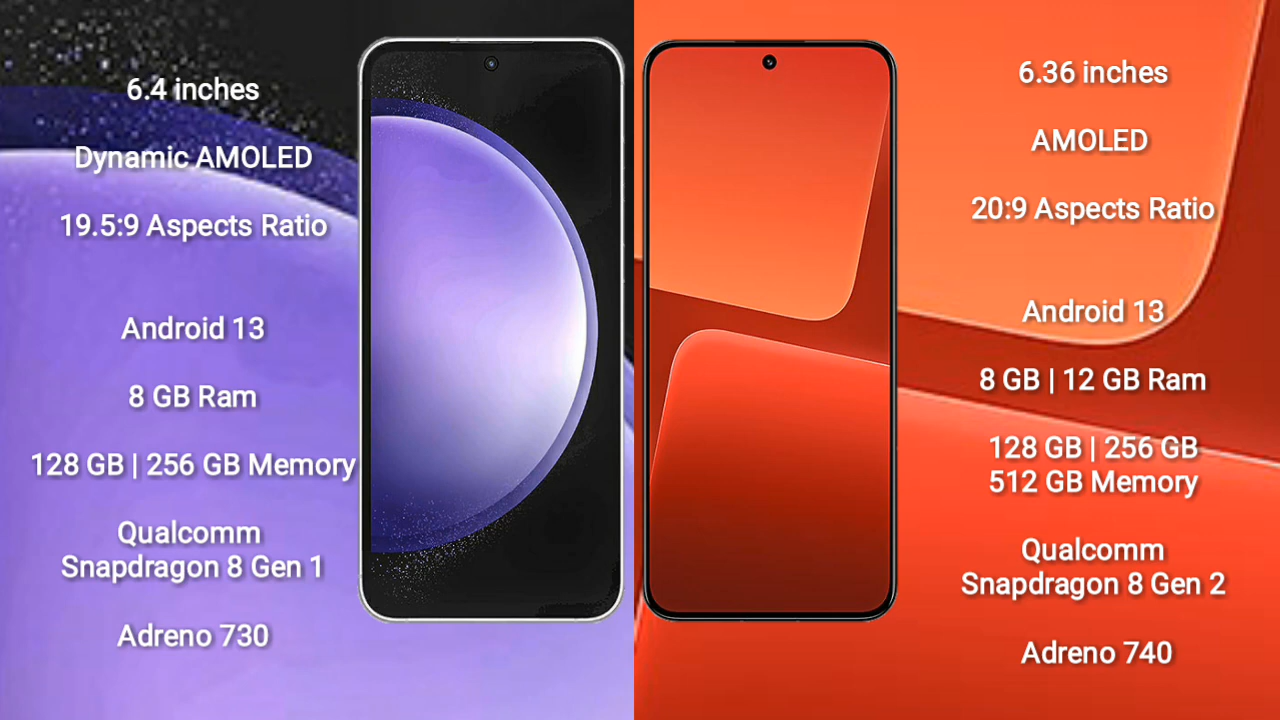 6.4 inches
Dynamic AMOLED
19.5:9 Aspects Ratio
Android 13
8 GB Ram
128 GB | 256 GB Memory
Qualcomm
Snapdragon 8 Gen 1
Adreno 730
6.36 inches
AMOLED
20:9 Aspects Ratio
Android 13
8 GB | 12 GB Ram
128 GB | 256 GB
512 GB Memory
Qualcomm
Snapdragon 8 Gen 2
Adreno 740